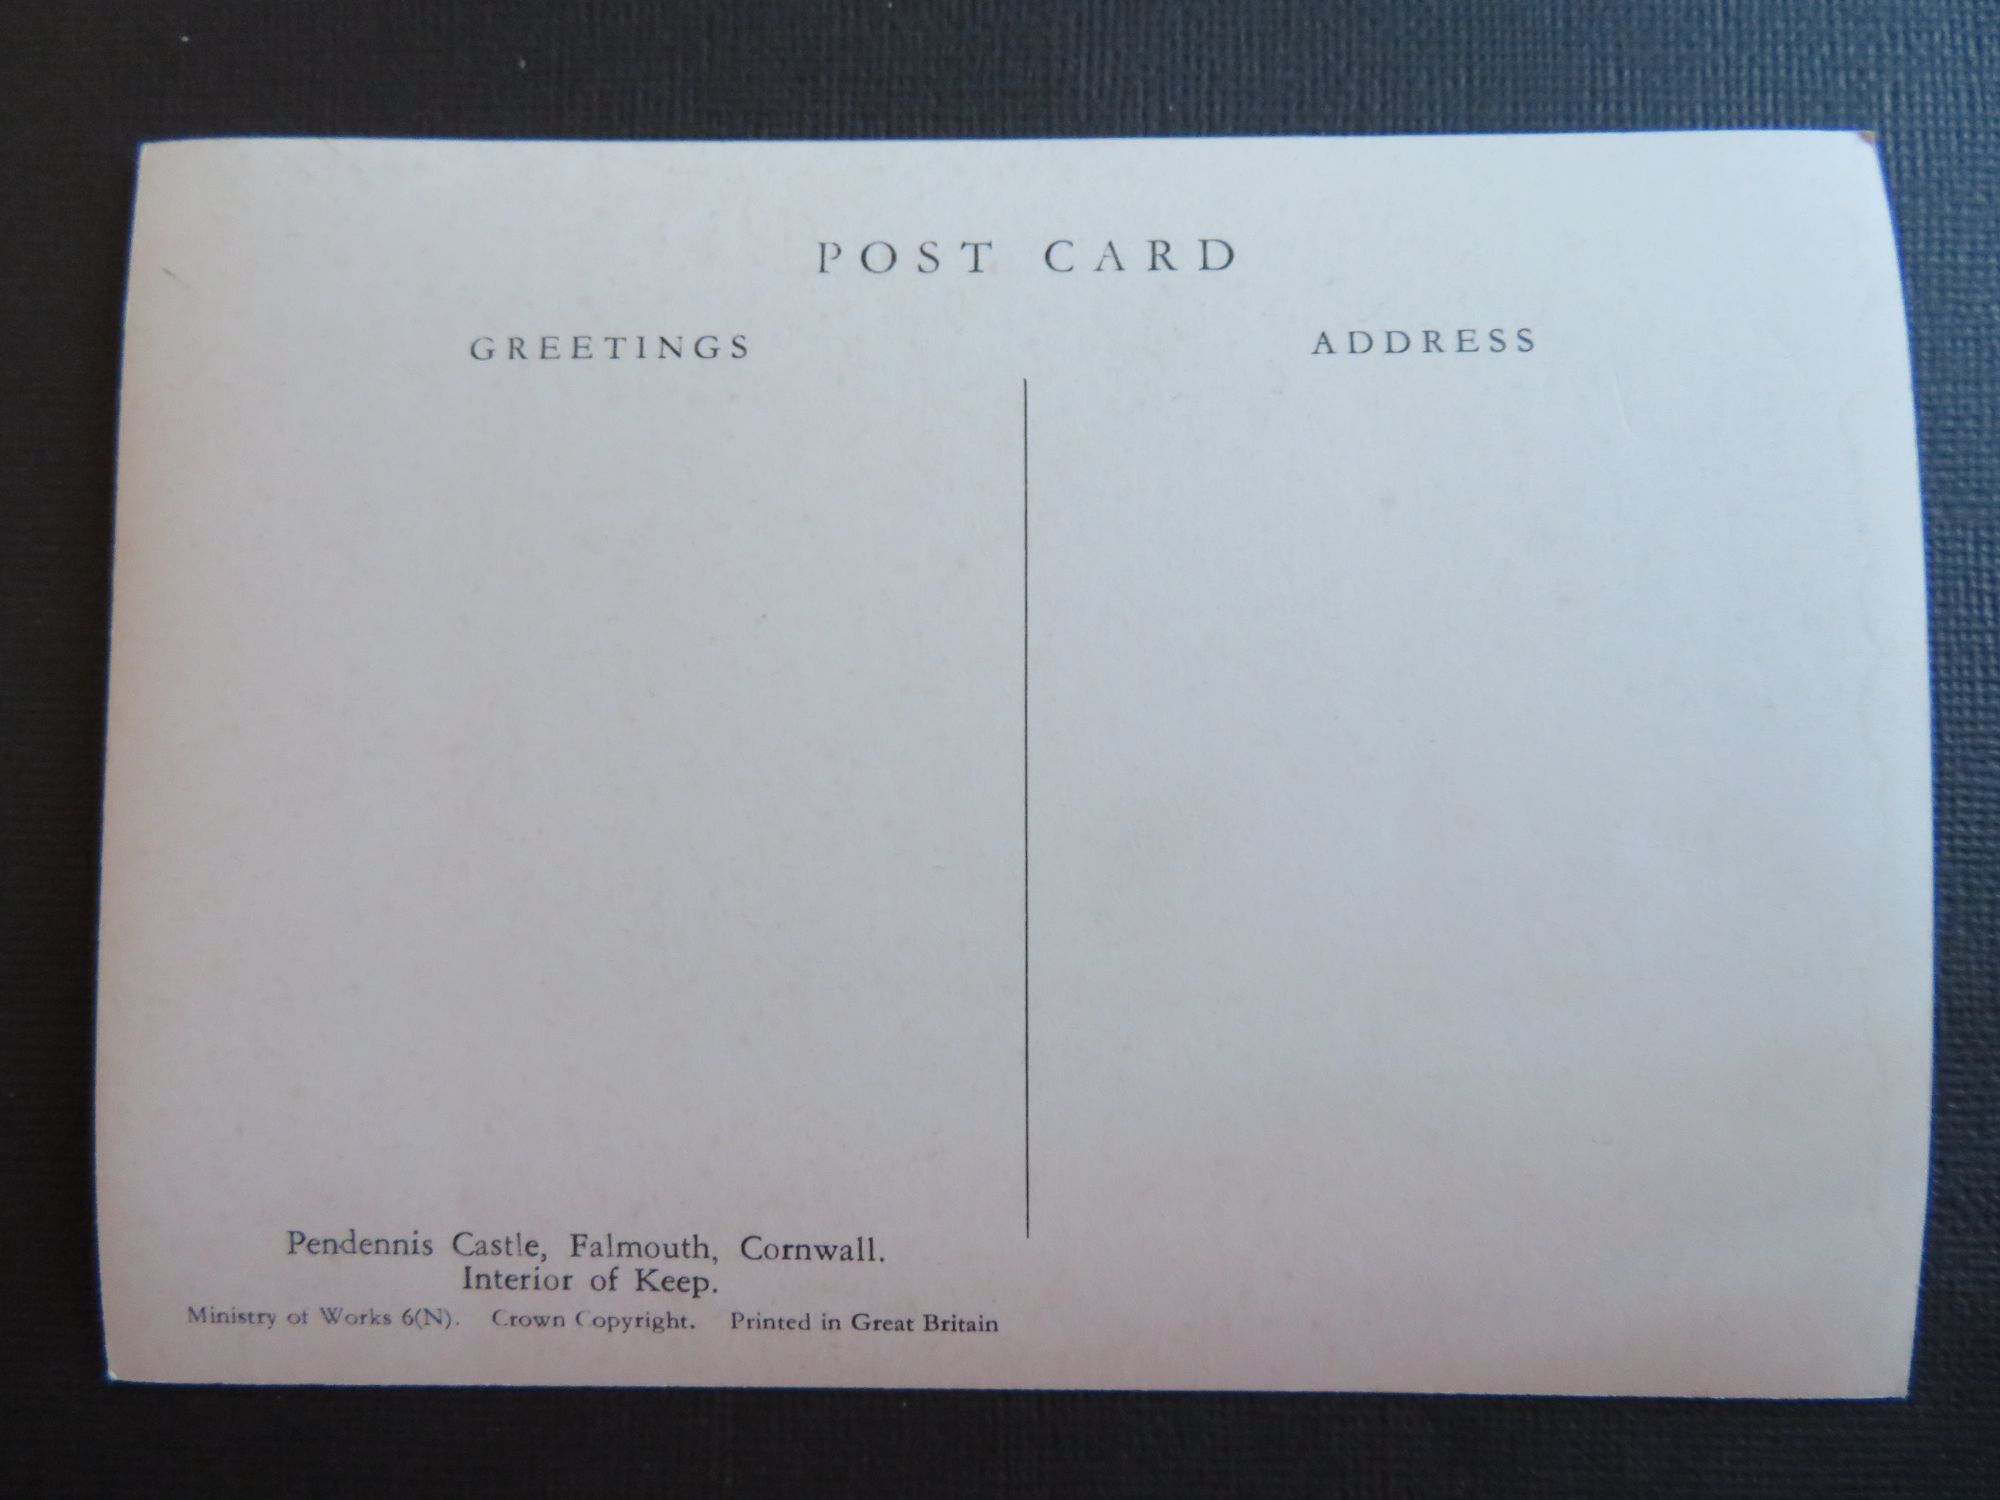 POST CARD
GREETINGS
ADDRESS
Pendennis Castle, Falmouth, Cornwall.
Interior of Keep.
Ministry of Works 6(N). Crown Copyright. Printed in Great Britain